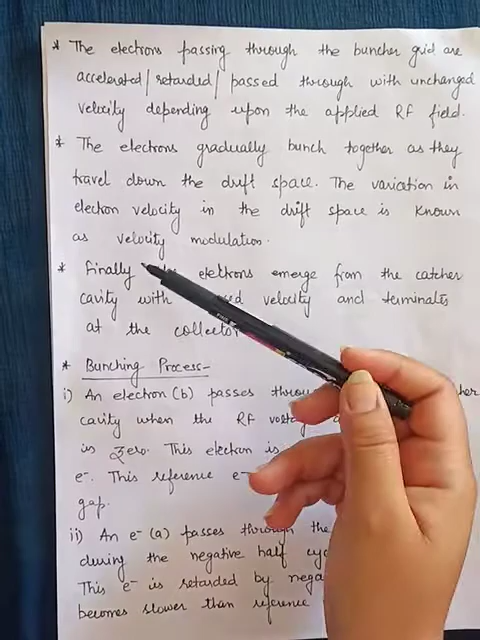 * The electrons passing through the buncher grid are
accelerated/retarded/passed through with unchanged
velocity depending upon the applied RF field.
* The electrons gradually bunch together as they
travel down the drift space. The variation in
electron velocity in the drift space is known
as velocity modulation.
* Finally electrons emerge from the catcher
cavity with velocity and terminates
at the collector
* Bunching Process-
i) An electron (b) passes
cavity when the RF
is zero. This electron is
e⁻. This reference e⁻
gap.
ii) An e⁻ (a) passes through the
during the negative half
This e⁻ is retarded by
becomes slower than reference